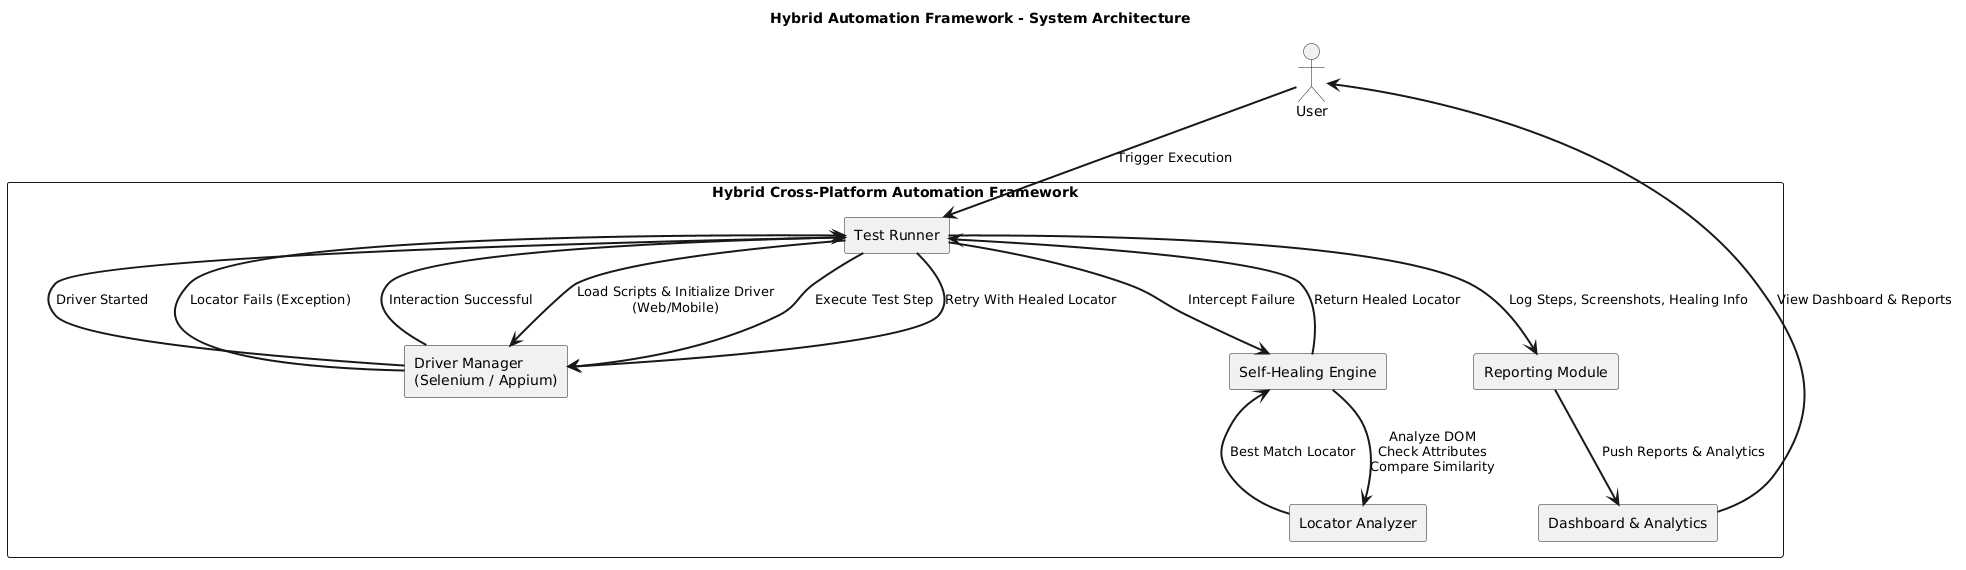 Hybrid Automation Framework - System Architecture
User
Trigger Execution
Hybrid Cross-Platform Automation Framework
Test Runner
Driver Started
Locator Fails (Exception)
Interaction Successful
Load Scripts & Initialize Driver
(Web/Mobile)
Execute Test Step
Retry With Healed Locator
Intercept Failure
Return Healed Locator
Log Steps, Screenshots, Healing Info
View Dashboard & Reports
Driver Manager
(Selenium / Appium)
Self-Healing Engine
Reporting Module
Best Match Locator
Analyze DOM
Check Attributes
Compare Similarity
Push Reports & Analytics
Locator Analyzer
Dashboard & Analytics